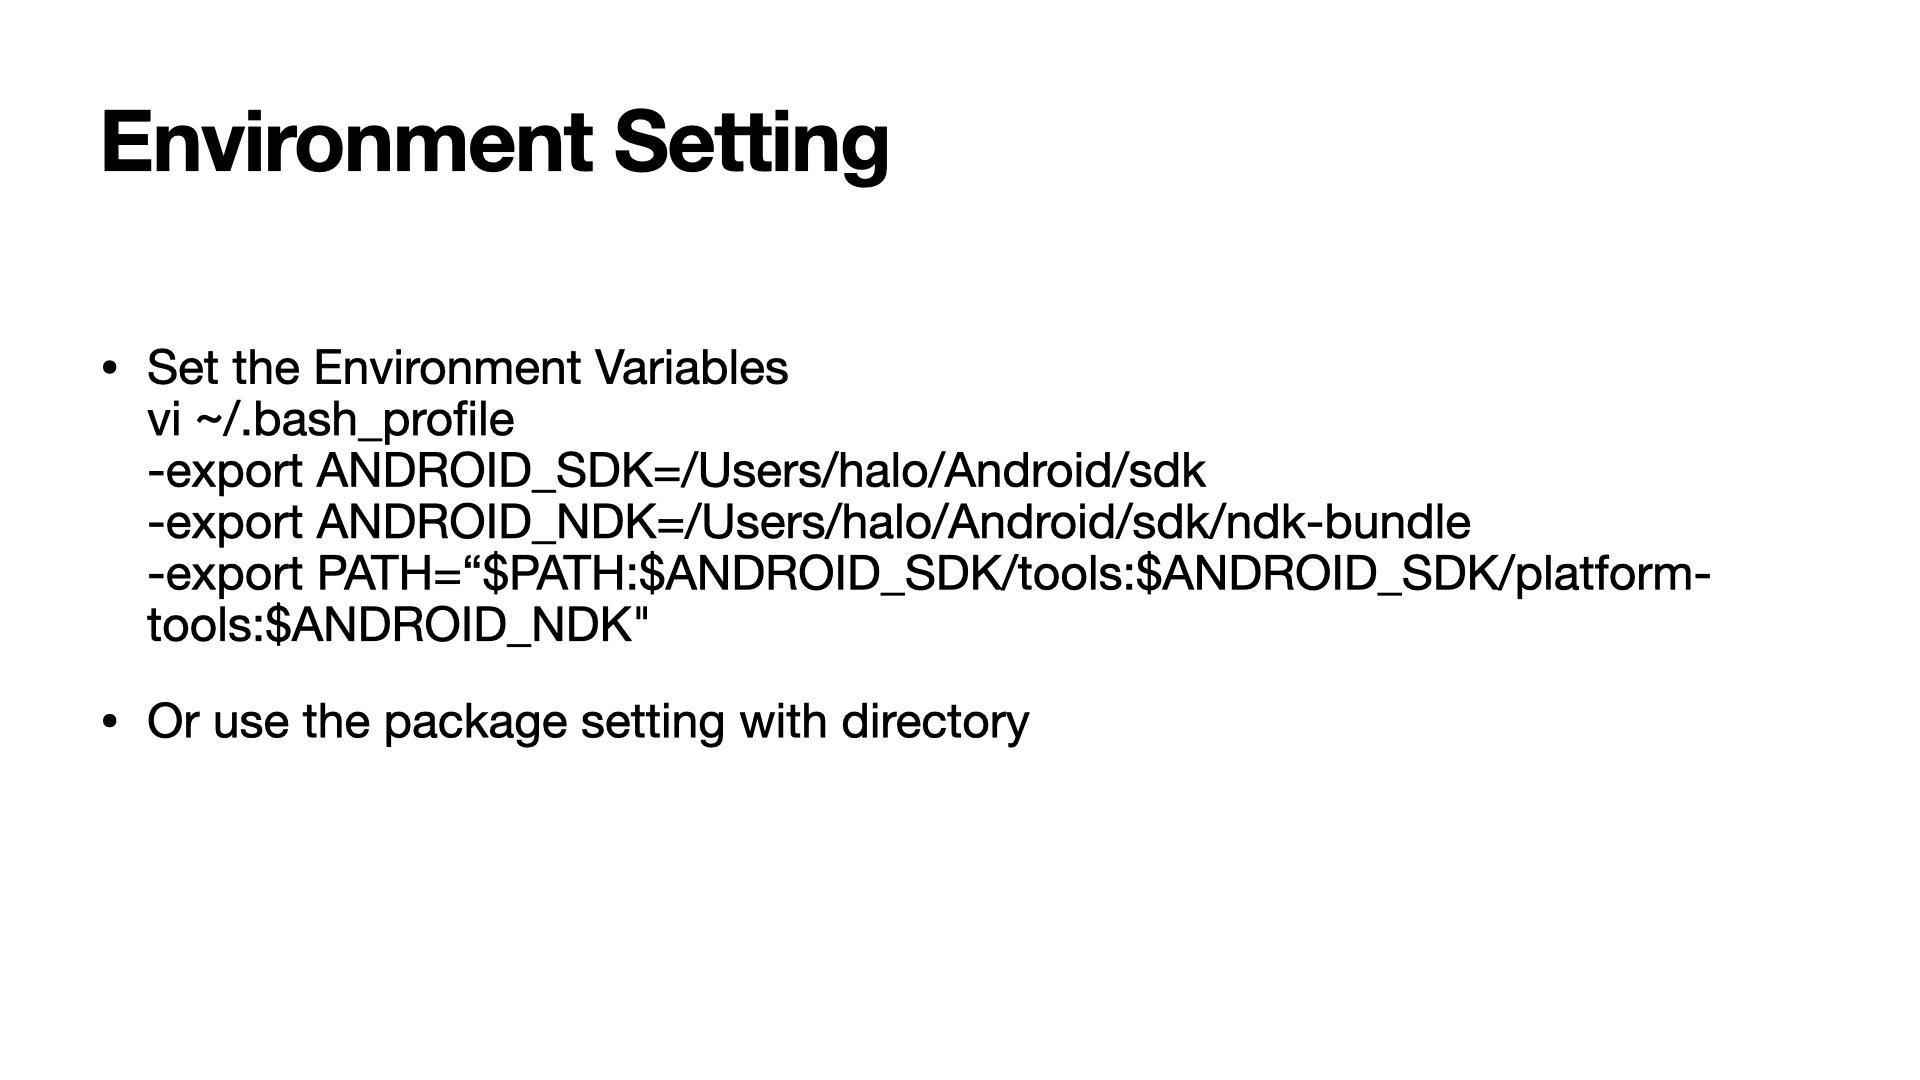 Environment Setting
• Set the Environment Variables
vi ~/.bash_profile
-export ANDROID_SDK=/Users/halo/Android/sdk
-export ANDROID_NDK=/Users/halo/Android/sdk/ndk-bundle
-export PATH=“$PATH:$ANDROID_SDK/tools:$ANDROID_SDK/platform-
tools:$ANDROID_NDK"
• Or use the package setting with directory